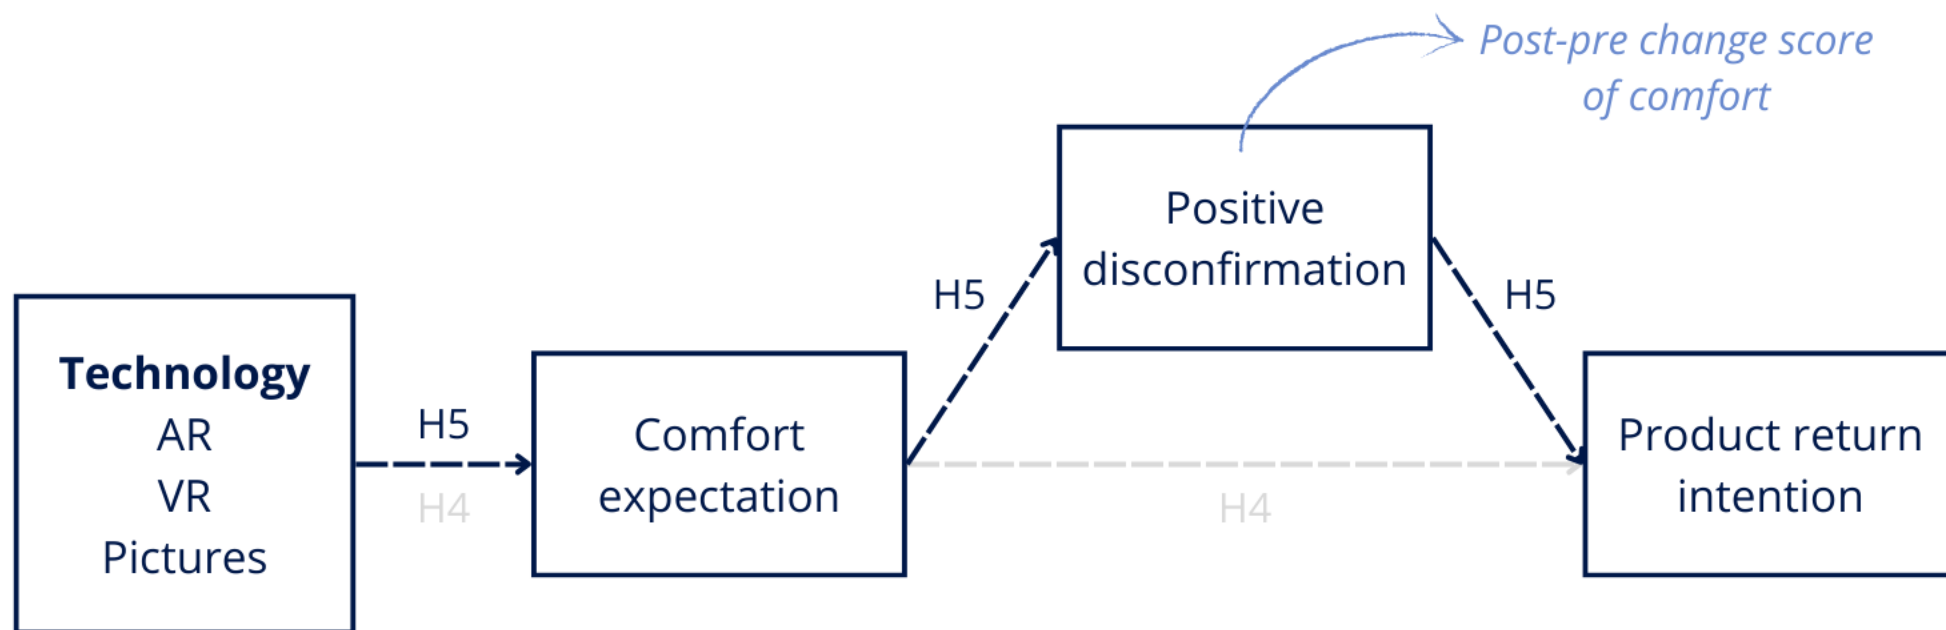 Post-pre change score
of comfort
Positive
disconfirmation
H5
H5
Technology
AR
VR
Pictures
H5
H4
Comfort
expectation
H4
Product return
intention